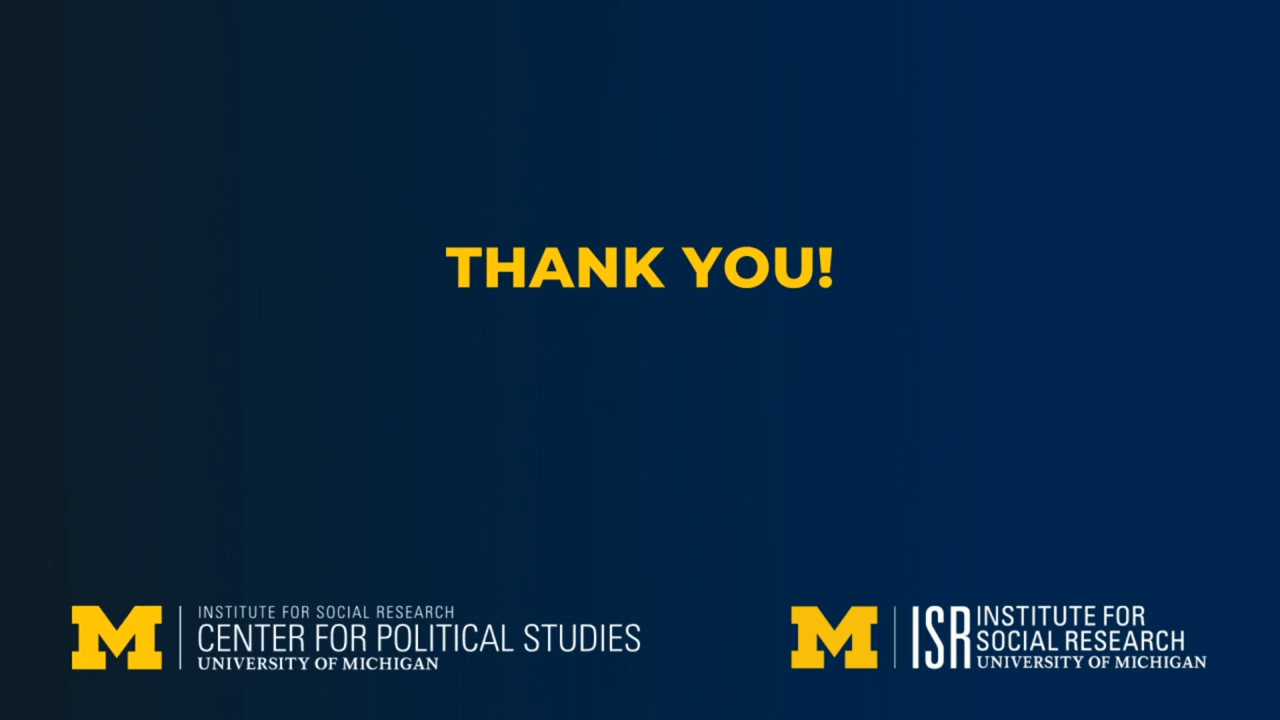 THANK YOU!
M
INSTITUTE FOR SOCIAL RESEARCH
CENTER FOR POLITICAL STUDIES
UNIVERSITY OF MICHIGAN
M
ISR
INSTITUTE FOR
SOCIAL RESEARCH
UNIVERSITY OF MICHIGAN